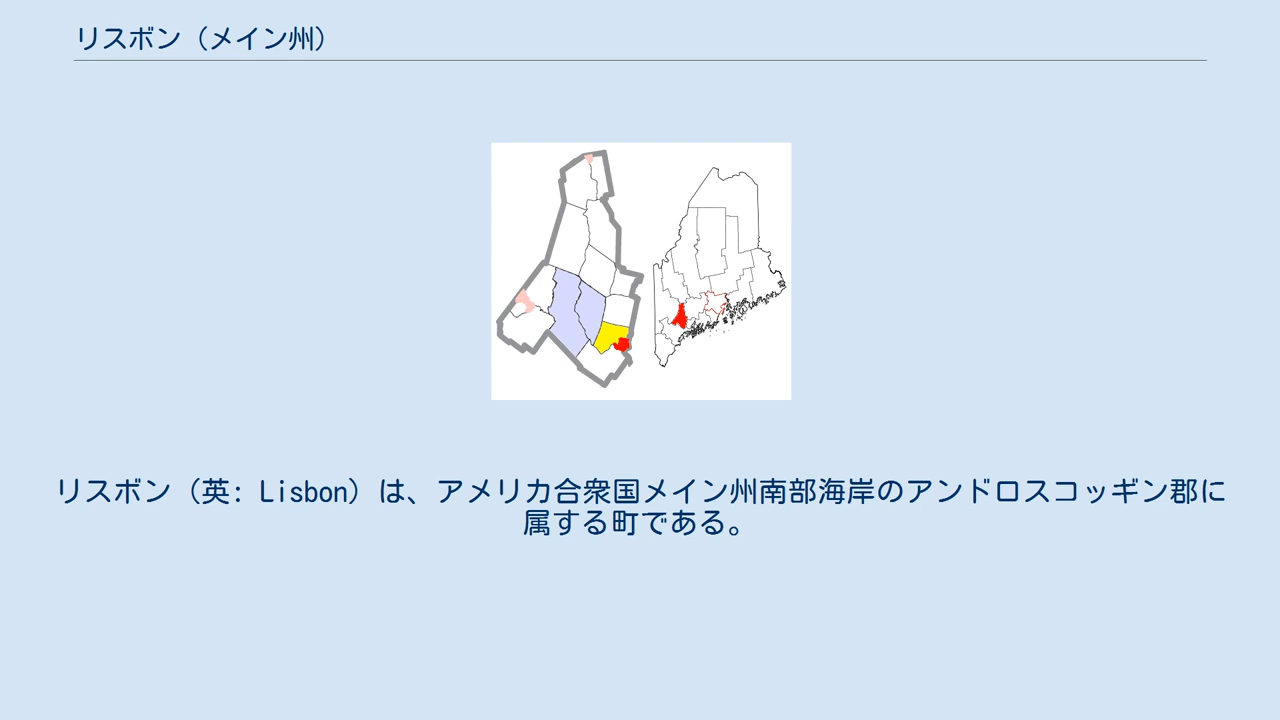 リスボン（メイン州）
リスボン（英: Lisbon）は、アメリカ合衆国メイン州南部海岸のアンドロスコッギン郡に
属する町である。